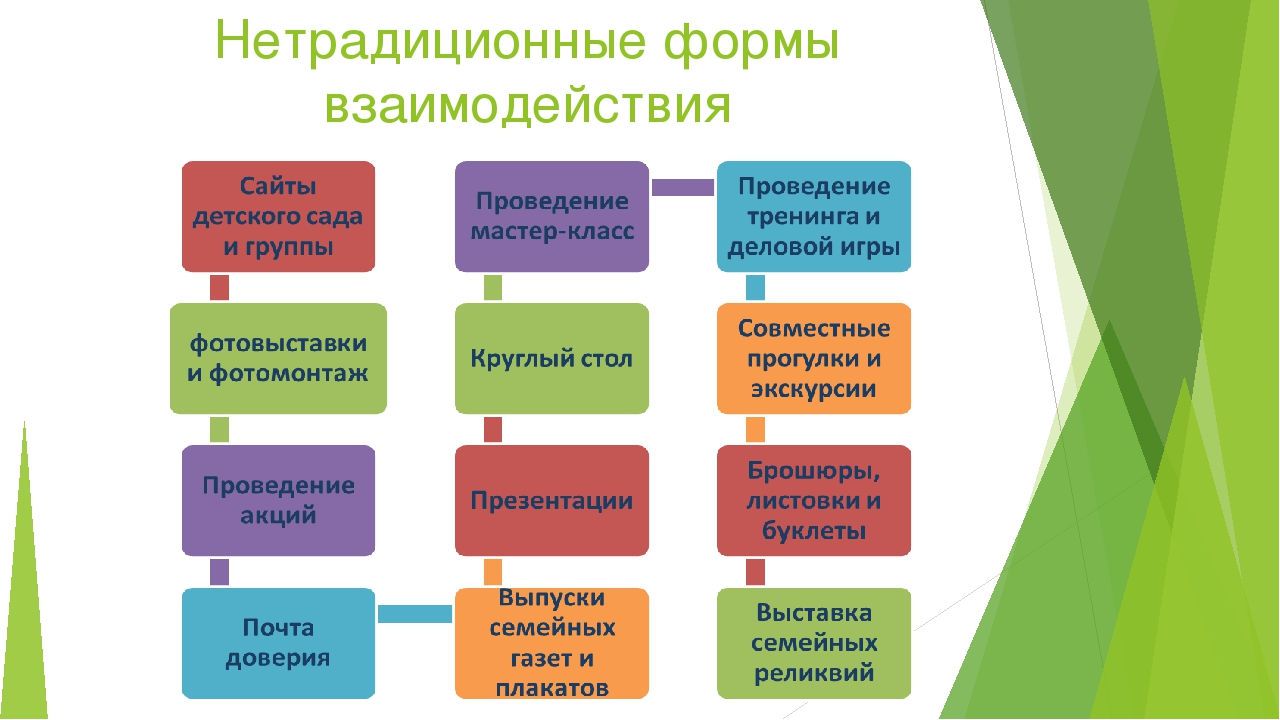 Нетрадиционные формы
взаимодействия
Сайты
детского сада
и группы
фотовыставки
и фотомонтаж
Проведение
акций
Почта
доверия
Выпуски
семейных
газет и
плакатов
Презентации
Круглый стол
Проведение
мастер-класс
Проведение
тренинга и
деловой игры
Совместные
прогулки и
экскурсии
Брошюры,
листовки и
буклеты
Выставка
семейных
реликвий